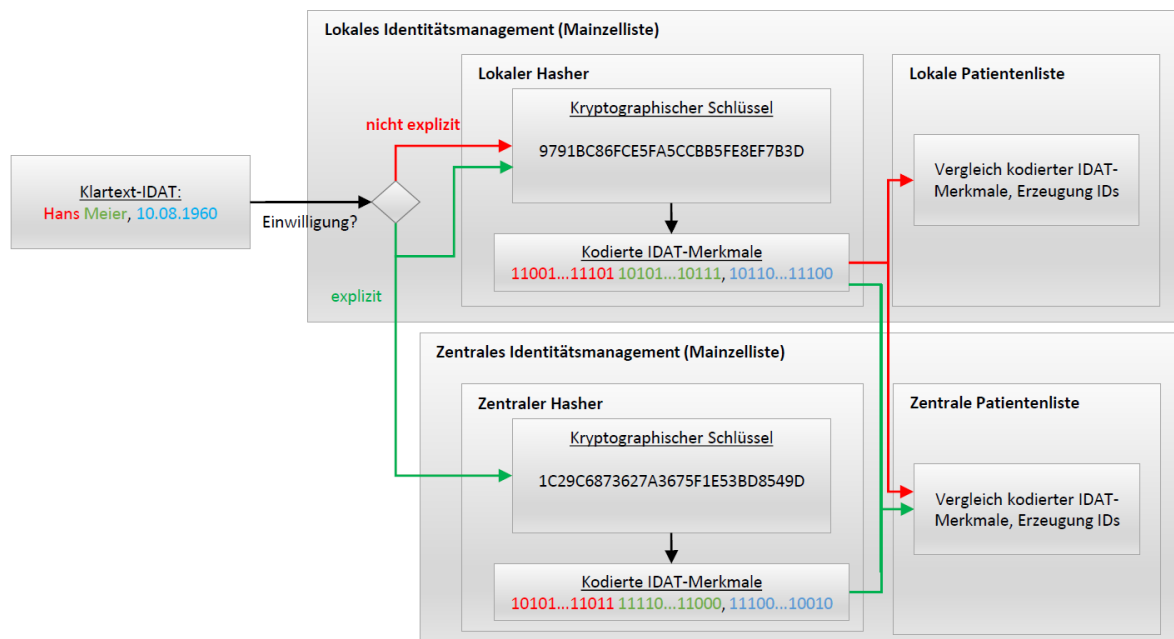 Lokales Identitätsmanagement (Mainzelliste)
Lokaler Hasher
Lokale Patientenliste
Kryptographischer Schlüssel
nicht explizit
9791BC86FCE5FA5CCBB5FE8EF7B3D
Vergleich kodierter IDAT-
Merkmale, Erzeugung IDs
Klartext-IDAT:
Hans Meier, 10.08.1960
Einwilligung?
Kodierte IDAT-Merkmale
11001...11101 10101...10111, 10110...11100
explizit
Zentrales Identitätsmanagement (Mainzelliste)
Zentraler Hasher
Zentrale Patientenliste
Kryptographischer Schlüssel
1C29C6873627A3675F1E53BD8549D
Vergleich kodierter IDAT-
Merkmale, Erzeugung IDs
Kodierte IDAT-Merkmale
10101...11011 11110...11000, 11100...10010